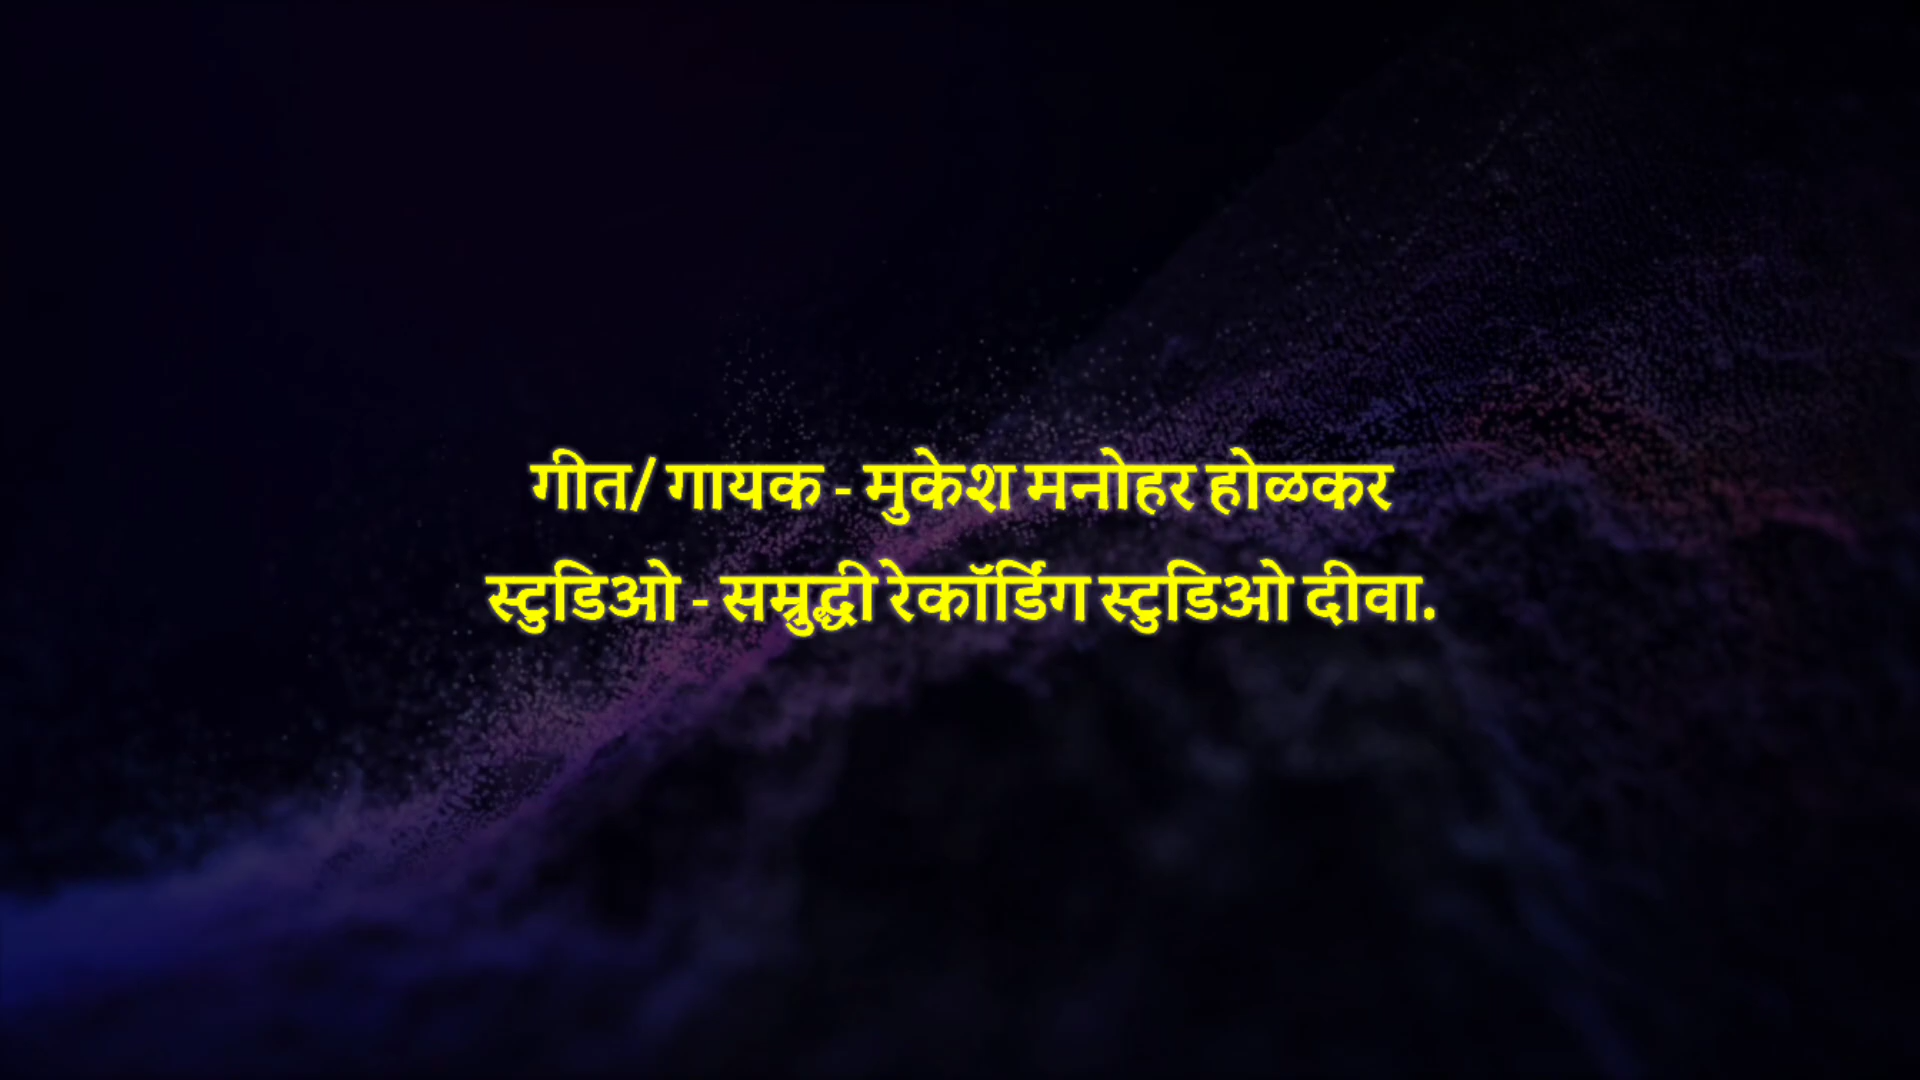 गीत/ गायक - मुकेश मनोहर होळकर
स्टुडिओ - सम्रुद्धी रेकॉर्डिंग स्टुडिओ दीवा.